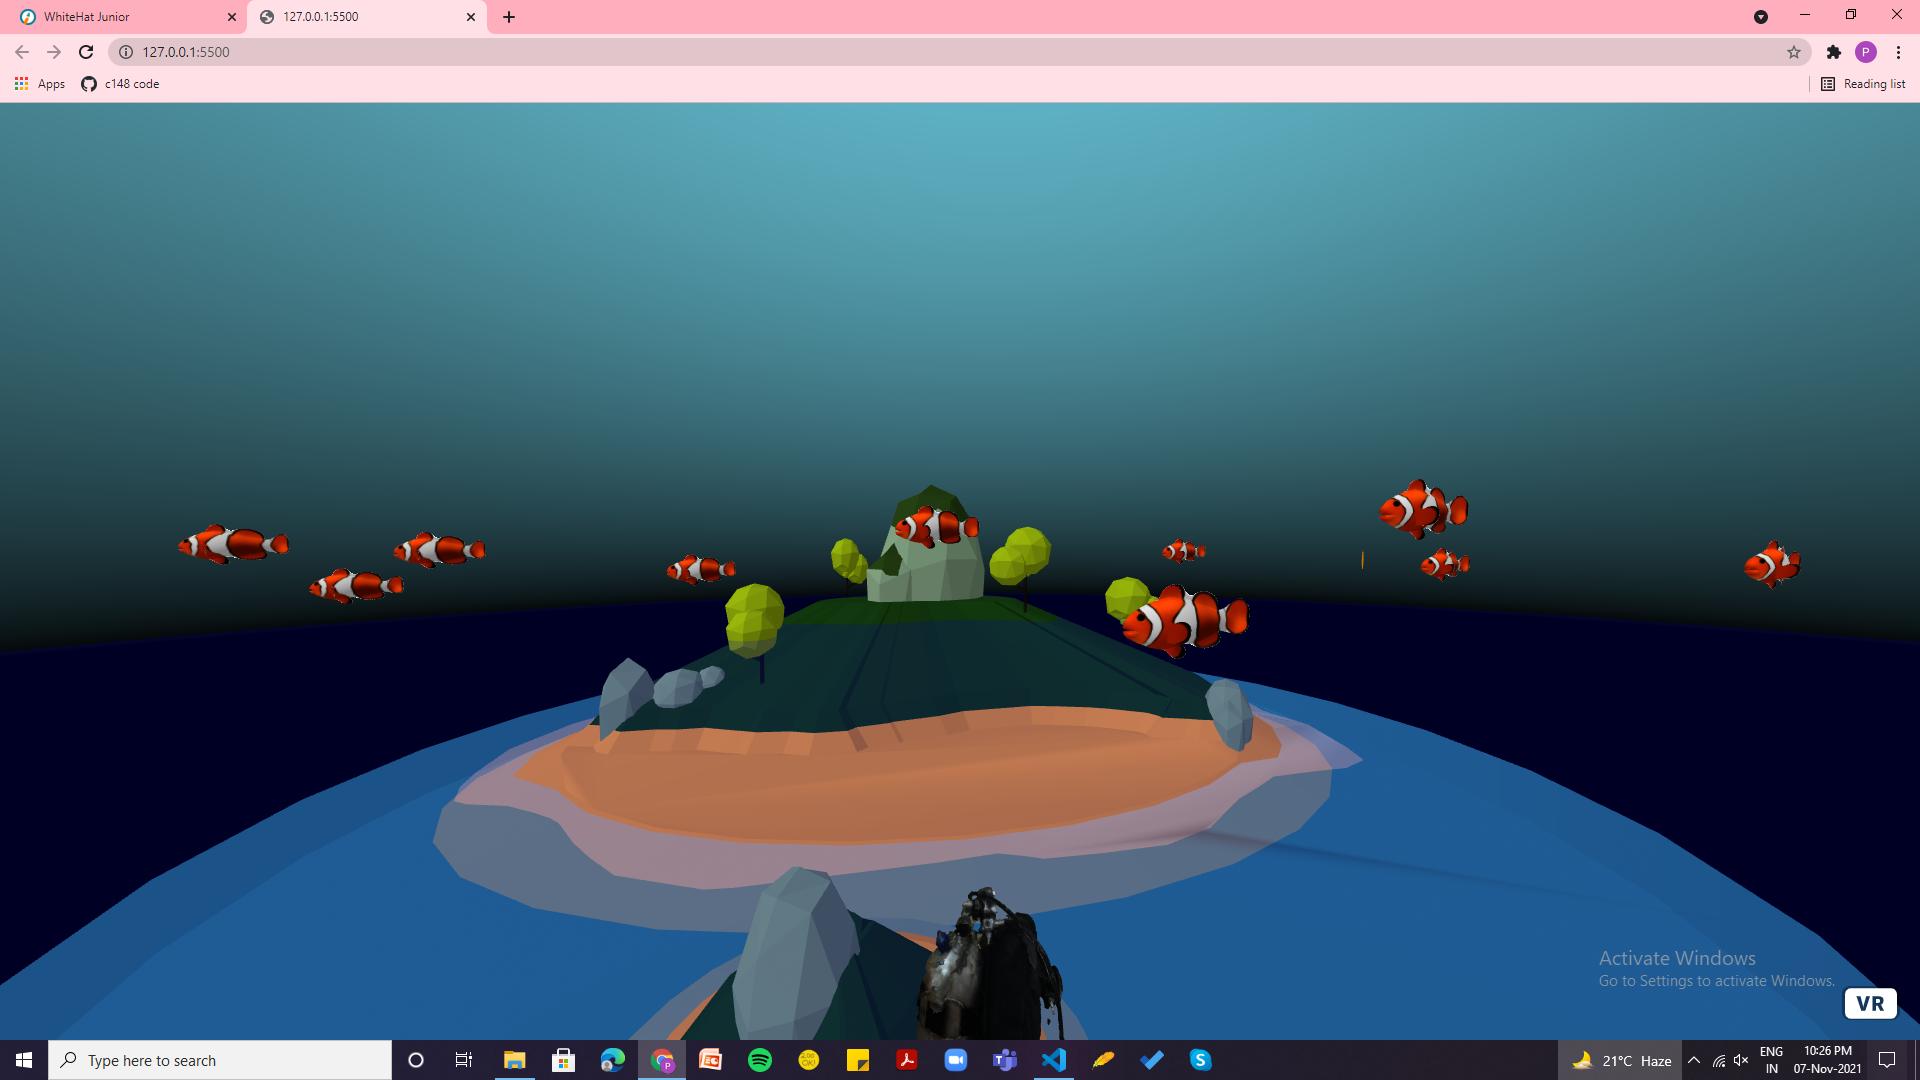 WhiteHat Junior
127.0.0.1:5500
127.0.0.1:5500
Apps
c148 code
Reading list
Activate Windows
Go to Settings to activate Windows.
VR
Type here to search
P
21°C Haze
ENG
IN
10:26 PM
07-Nov-2021